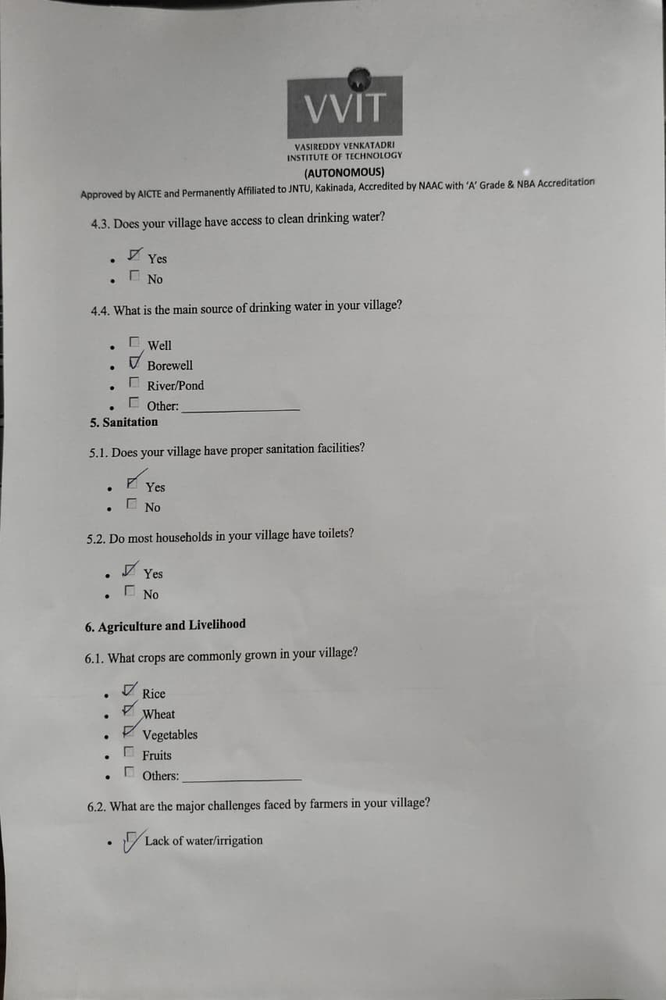 VVIT
VASIREDDY VENKATADRI
INSTITUTE OF TECHNOLOGY
(AUTONOMOUS)
Approved by AICTE and Permanently Affiliated to JNTU, Kakinada, Accredited by NAAC with ‘A’ Grade & NBA Accreditation
4.3. Does your village have access to clean drinking water?
• ☑ Yes
• ☐ No
4.4. What is the main source of drinking water in your village?
• ☐ Well
• ☑ Borewell
• ☐ River/Pond
• ☐ Other: ____________________
5. Sanitation
5.1. Does your village have proper sanitation facilities?
• ☑ Yes
• ☐ No
5.2. Do most households in your village have toilets?
• ☑ Yes
• ☐ No
6. Agriculture and Livelihood
6.1. What crops are commonly grown in your village?
• ☑ Rice
• ☑ Wheat
• ☑ Vegetables
• ☐ Fruits
• ☐ Others: ____________________
6.2. What are the major challenges faced by farmers in your village?
• ☑ Lack of water/irrigation